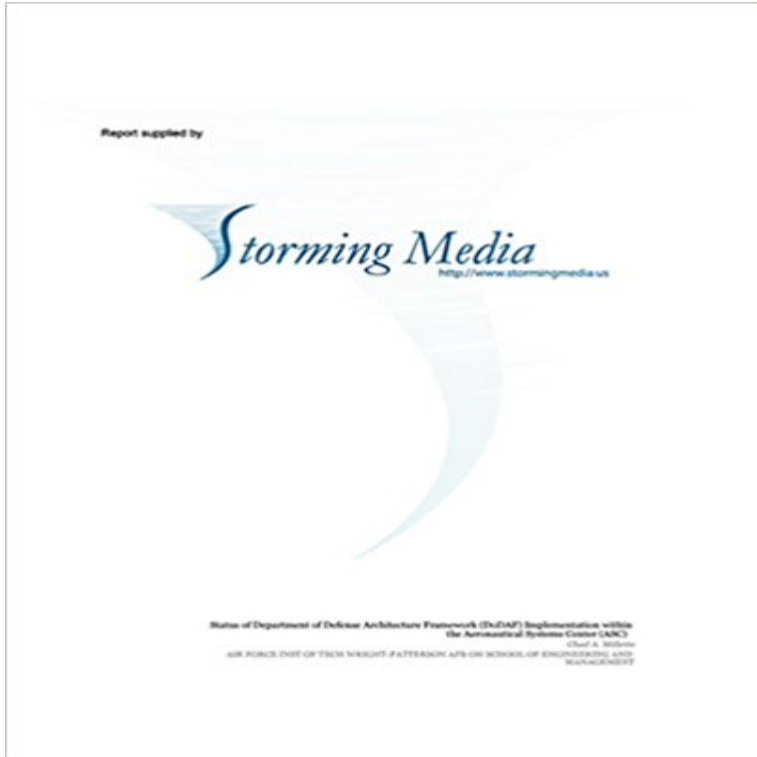 Report supplied by
Storming Media
http://www.stormingmedia.us
Status of Department of Defense Architecture Framework (DoDAF) Implementation within
the Aeronautical Systems Center (ASC)
Chad A. Millette
AIR FORCE INST OF TECH WRIGHT-PATTERSON AFB OH SCHOOL OF ENGINEERING AND
MANAGEMENT